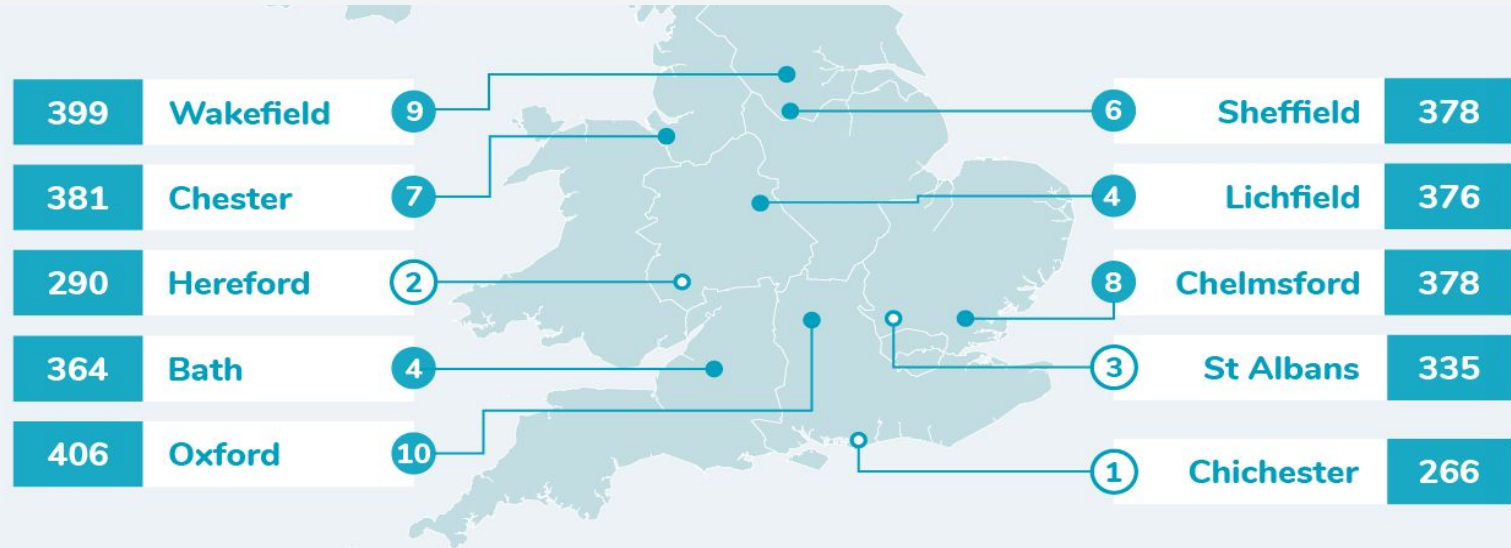 399 Wakefield 9
381 Chester 7
290 Hereford 2
364 Bath 4
406 Oxford 10
6 Sheffield 378
4 Lichfield 376
8 Chelmsford 378
3 St Albans 335
1 Chichester 266